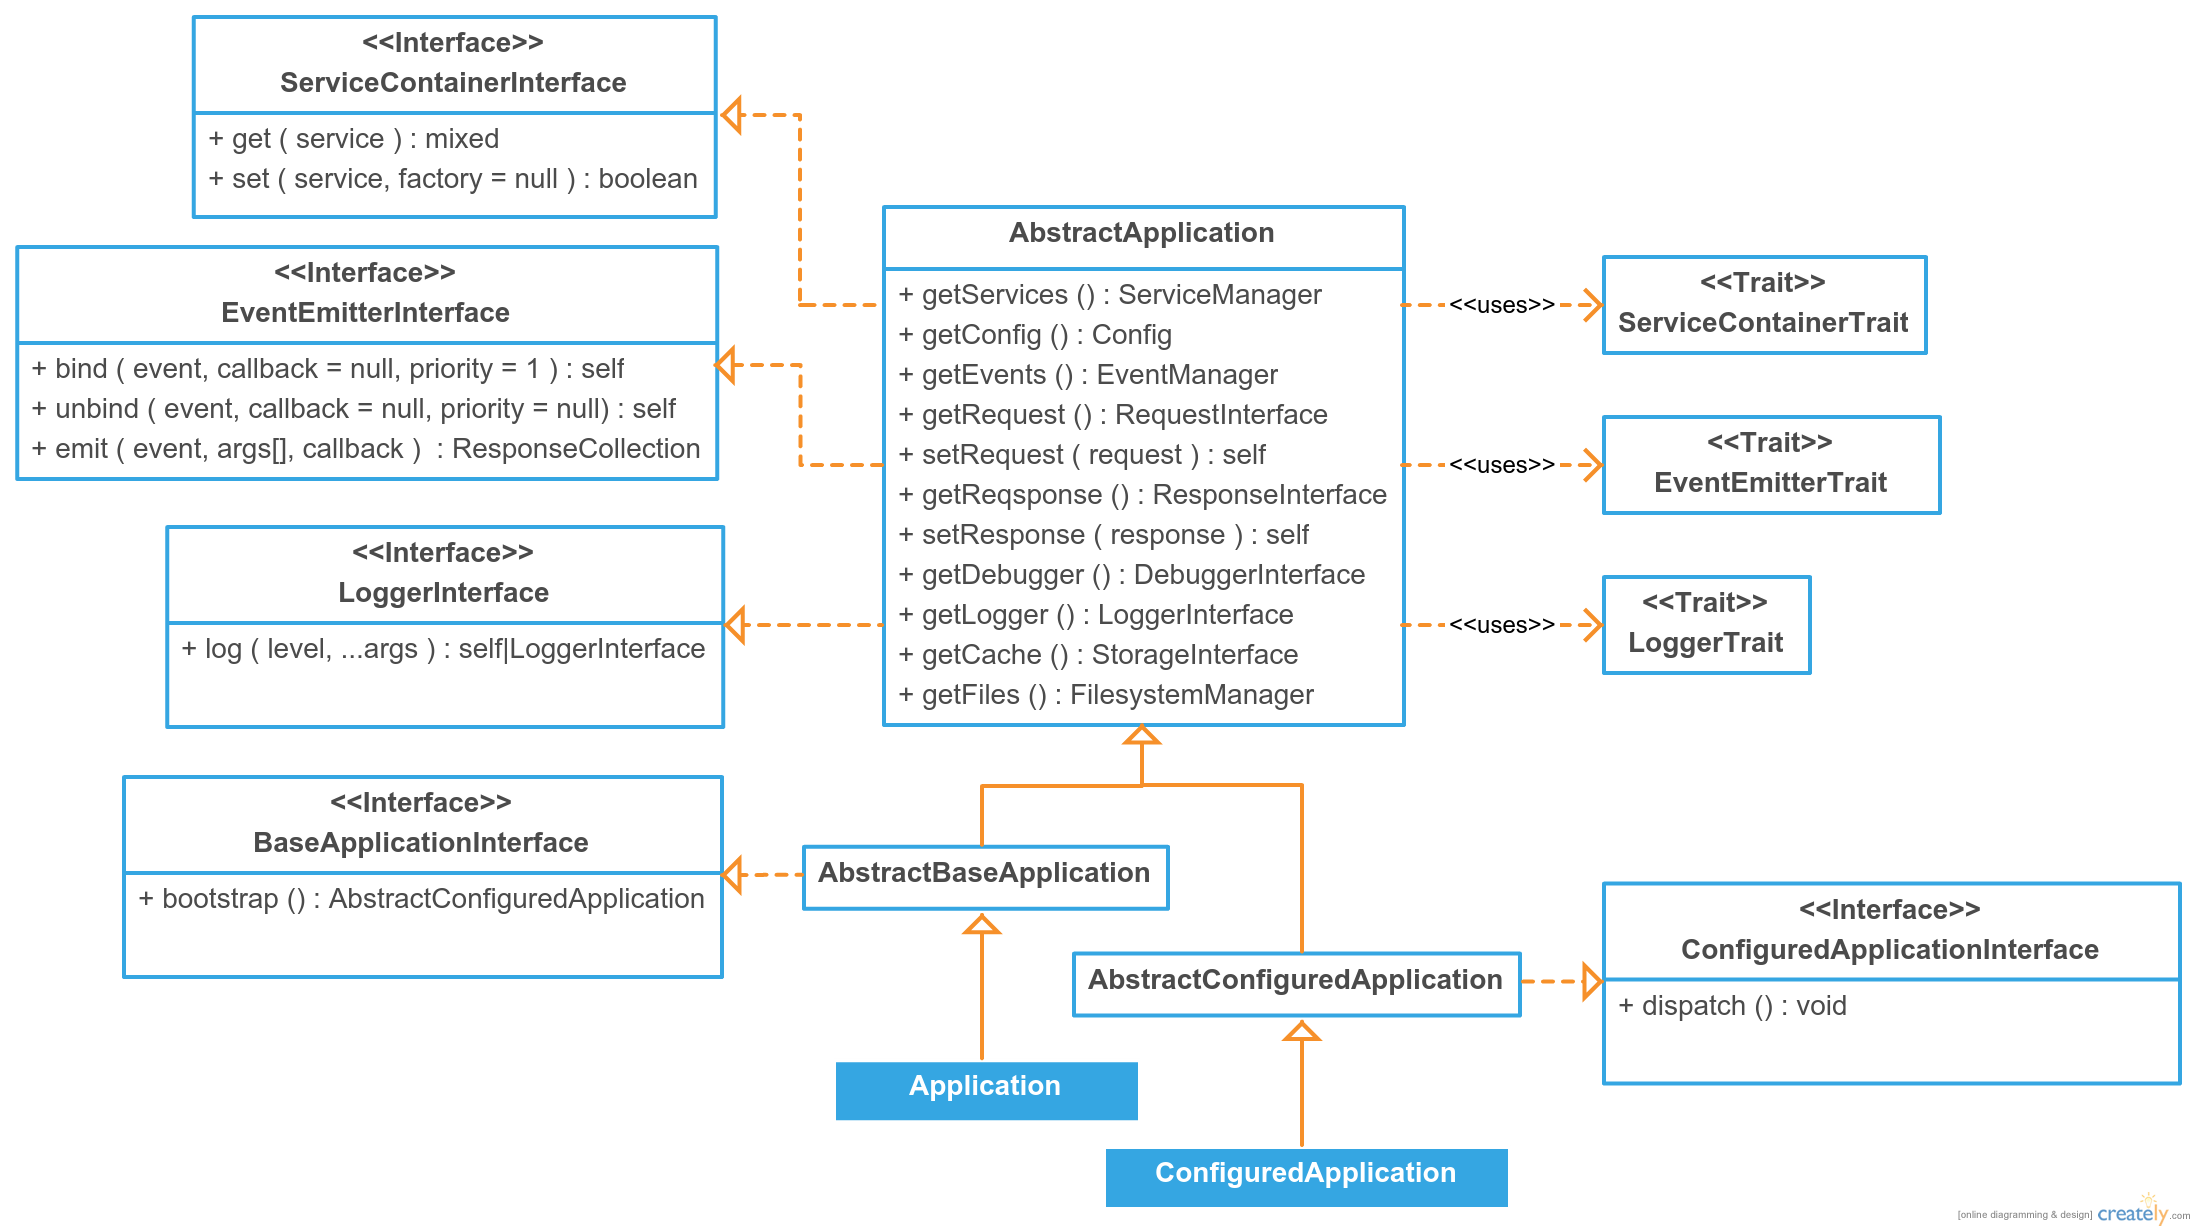 <<Interface>>
ServiceContainerInterface
+ get ( service ) : mixed
+ set ( service, factory = null ) : boolean
<<Interface>>
EventEmitterInterface
+ bind ( event, callback = null, priority = 1 ) : self
+ unbind ( event, callback = null, priority = null) : self
+ emit ( event, args[], callback )  : ResponseCollection
<<Interface>>
LoggerInterface
+ log ( level, ...args ) : self|LoggerInterface
<<Interface>>
BaseApplicationInterface
+ bootstrap () : AbstractConfiguredApplication
AbstractApplication
+ getServices () : ServiceManager
+ getConfig () : Config
+ getEvents () : EventManager
+ getRequest () : RequestInterface
+ setRequest ( request ) : self
+ getReqsponse () : ResponseInterface
+ setResponse ( response ) : self
+ getDebugger () : DebuggerInterface
+ getLogger () : LoggerInterface
+ getCache () : StorageInterface
+ getFiles () : FilesystemManager
<<uses>>
<<Trait>>
ServiceContainerTrait
<<uses>>
<<Trait>>
EventEmitterTrait
<<uses>>
<<Trait>>
LoggerTrait
AbstractBaseApplication
AbstractConfiguredApplication
<<Interface>>
ConfiguredApplicationInterface
+ dispatch () : void
Application
ConfiguredApplication
[online diagramming & design] creately.com